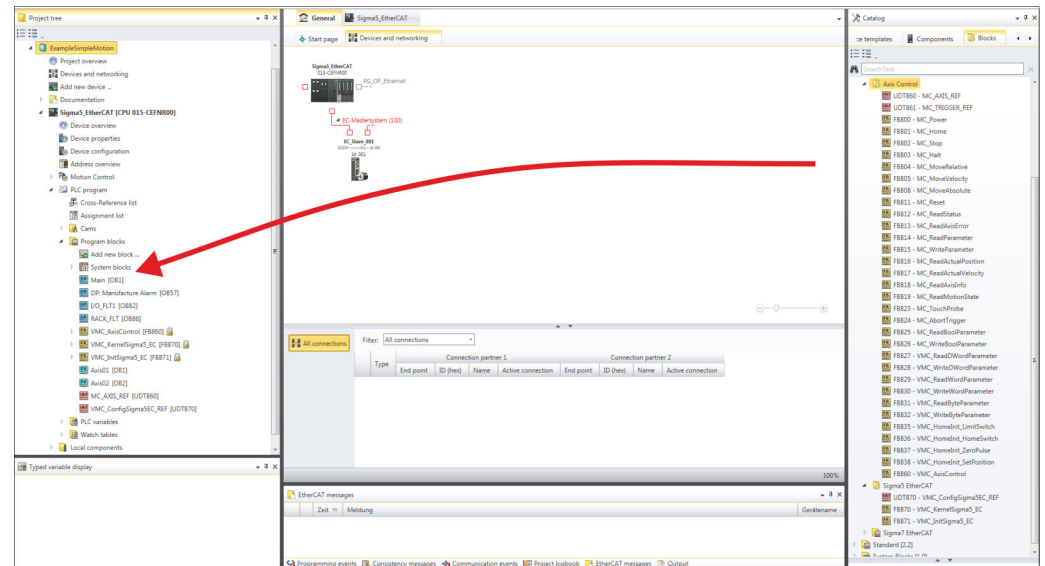 Project tree
ExampleSimpleMotion
Project overview
Devices and networking
Add new device ...
Documentation
Sigma5_EtherCAT [CPU 015-CEFNR00]
Device overview
Device properties
Device configuration
Address overview
Motion Control
PLC program
Cross-Reference list
Assignment list
Cams
Program blocks
Add new block ...
System blocks
Main [OB1]
DP: Manufacture Alarm [OB57]
I/O_FLT1 [OB82]
RACK_FLT [OB86]
VMC_AxisControl [FB860]
VMC_KernelSigma5_EC [FB870]
VMC_InitSigma5_EC [FB871]
Axis01 [DB1]
Axis02 [DB2]
MC_AXIS_REF [UDT860]
VMC_ConfigSigma5EC_REF [UDT870]
PLC variables
Watch tables
Local components
Typed variable display
General
Sigma5_EtherCAT
Start page
Devices and networking
Sigma5_EtherCAT
015-CEFNR00
PG_OP_Ethernet
EC-Mastersystem (100)
EC_Slave_001
Id 001
All connections
Filter: All connections
Type
Connection partner 1
Connection partner 2
End point
ID (hex)
Name
Active connection
End point
ID (hex)
Name
Active connection
100%
EtherCAT messages
Zeit
Meldung
Gerätename
Programming events
Consistency messages
Communication events
Project logbook
EtherCAT messages
Output
Catalog
ce templates
Components
Blocks
SearchText
Axis Control
UDT860 - MC_AXIS_REF
UDT861 - MC_TRIGGER_REF
FB800 - MC_Power
FB801 - MC_Home
FB802 - MC_Stop
FB803 - MC_Halt
FB804 - MC_MoveRelative
FB805 - MC_MoveVelocity
FB808 - MC_MoveAbsolute
FB811 - MC_Reset
FB812 - MC_ReadStatus
FB813 - MC_ReadAxisError
FB814 - MC_ReadParameter
FB815 - MC_WriteParameter
FB816 - MC_ReadActualPosition
FB817 - MC_ReadActualVelocity
FB818 - MC_ReadAxisInfo
FB819 - MC_ReadMotionState
FB823 - MC_TouchProbe
FB824 - MC_AbortTrigger
FB825 - MC_ReadBoolParameter
FB826 - MC_WriteBoolParameter
FB827 - VMC_ReadDWordParameter
FB828 - VMC_WriteDWordParameter
FB829 - VMC_ReadWordParameter
FB830 - VMC_WriteWordParameter
FB831 - VMC_ReadByteParameter
FB832 - VMC_WriteByteParameter
FB835 - VMC_HomeInit_LimitSwitch
FB836 - VMC_HomeInit_HomeSwitch
FB837 - VMC_HomeInit_ZeroPulse
FB838 - VMC_HomeInit_SetPosition
FB860 - VMC_AxisControl
Sigma5 EtherCAT
UDT870 - VMC_ConfigSigma5EC_REF
FB870 - VMC_KernelSigma5_EC
FB871 - VMC_InitSigma5_EC
Sigma7 EtherCAT
Standard [2.2]